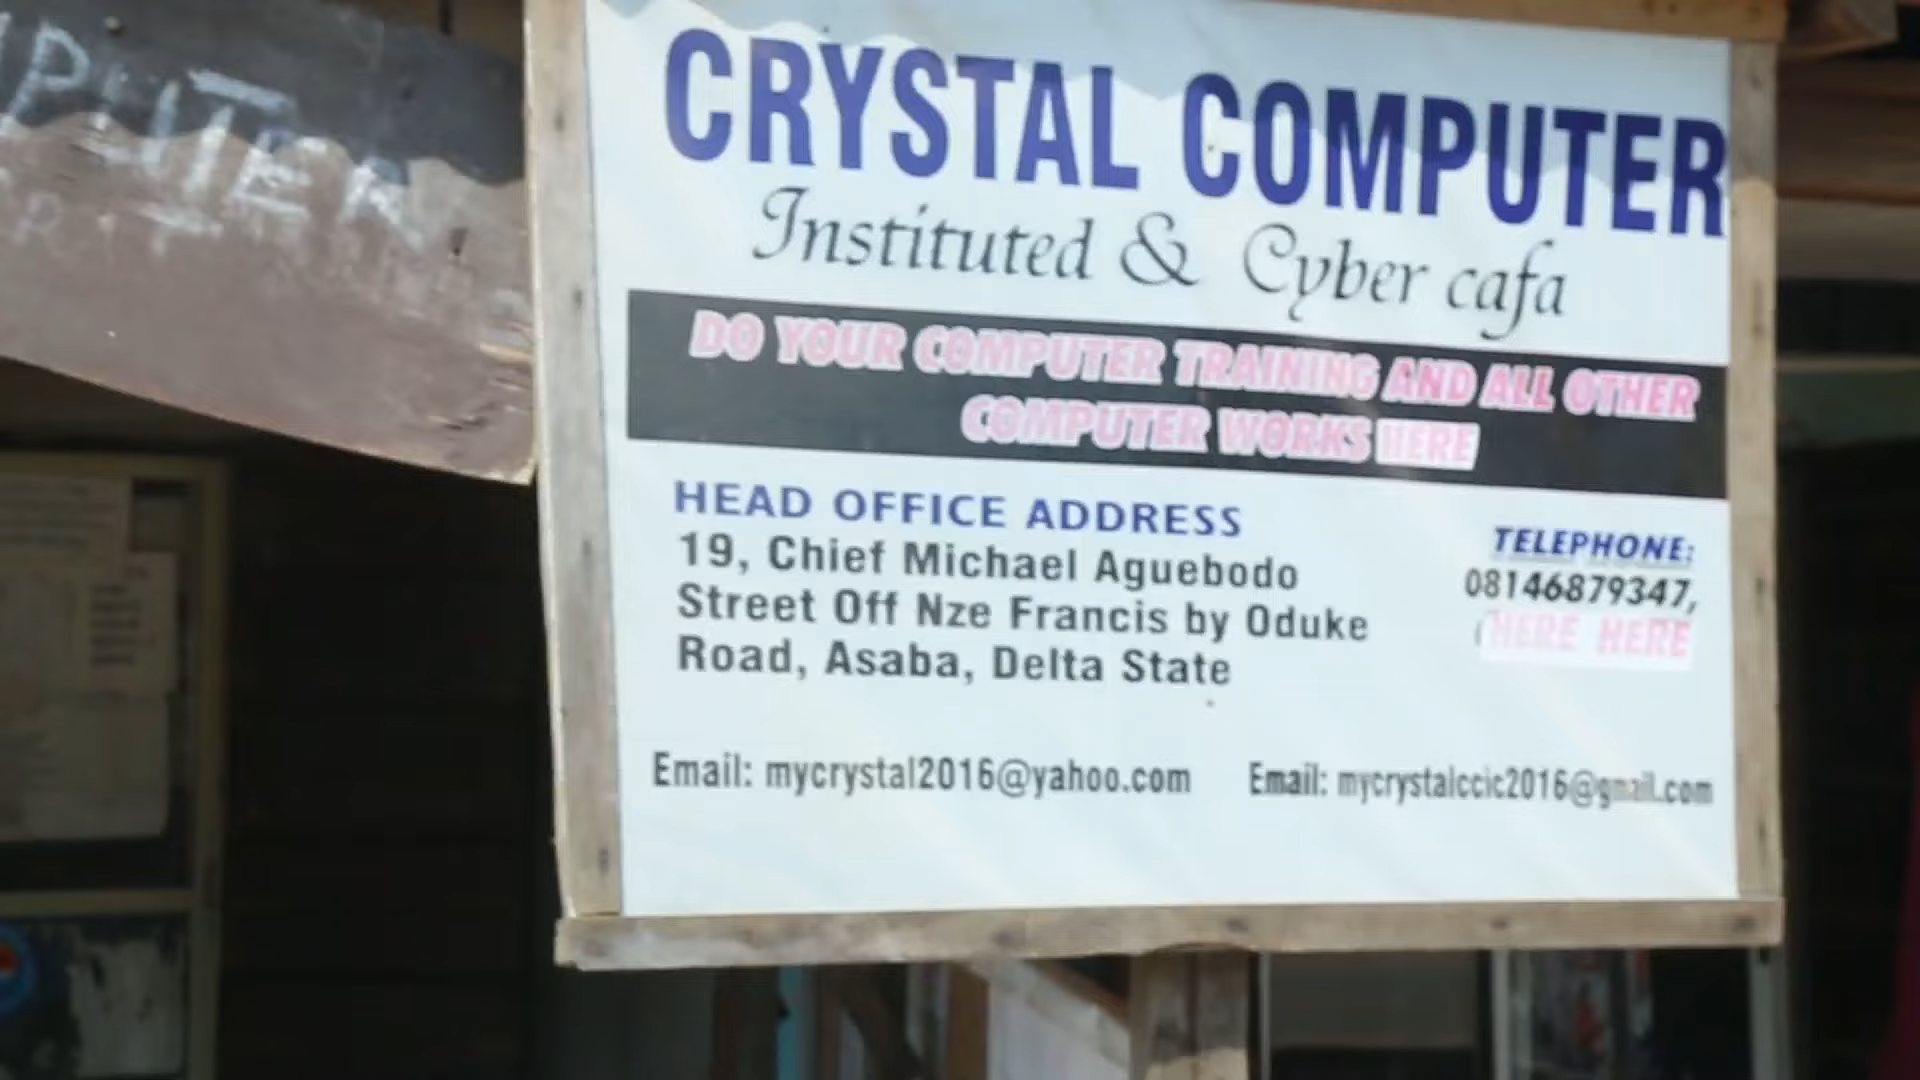 PUTER
CRYSTAL COMPUTER
Instituted & Cyber cafa
DO YOUR COMPUTER TRAINING AND ALL OTHER
COMPUTER WORKS HERE
HEAD OFFICE ADDRESS
19, Chief Michael Aguebodo
Street Off Nze Francis by Oduke
Road, Asaba, Delta State
TELEPHONE:
08146879347,
HERE HERE
Email: mycrystal2016@yahoo.com
Email: mycrystalccic2016@gmail.com